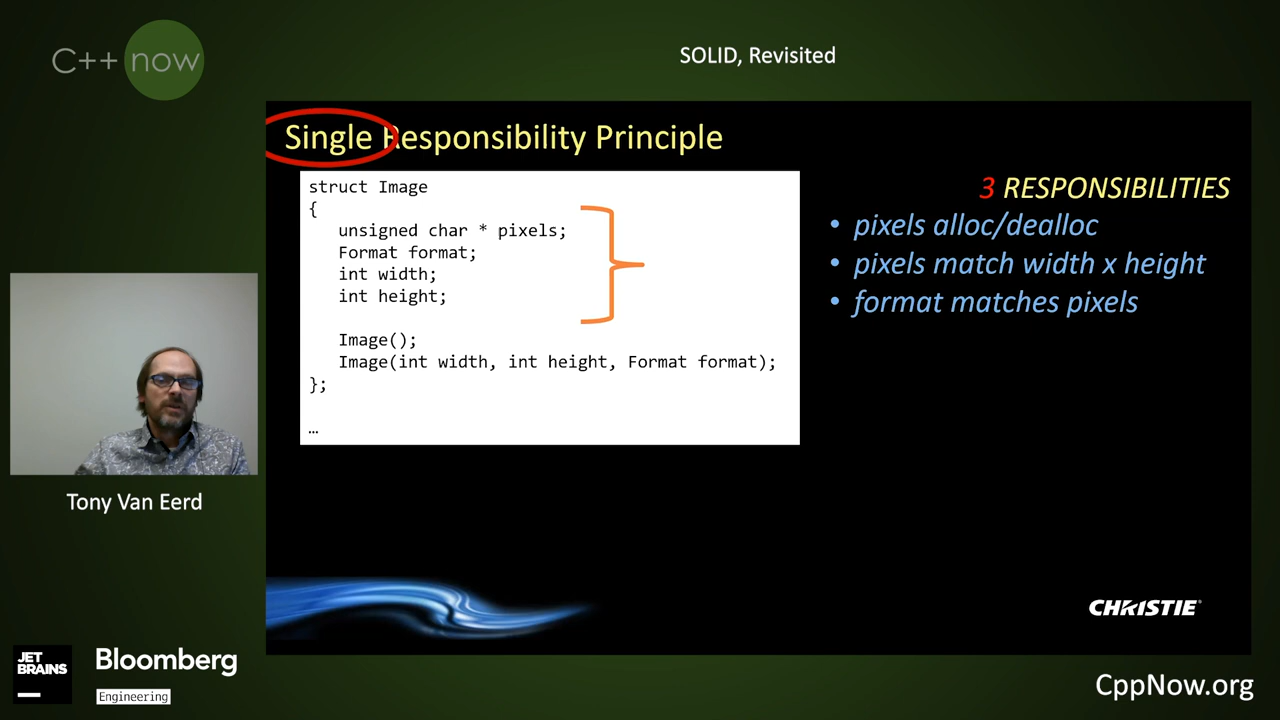 C++ now
SOLID, Revisited
Single Responsibility Principle
struct Image
{
unsigned char * pixels;
Format format;
int width;
int height;
Image();
Image(int width, int height, Format format);
};
…
3 RESPONSIBILITIES
• pixels alloc/dealloc
• pixels match width x height
• format matches pixels
Tony Van Eerd
CHRISTIE®
JET
BRAINS
Bloomberg
Engineering
CppNow.org